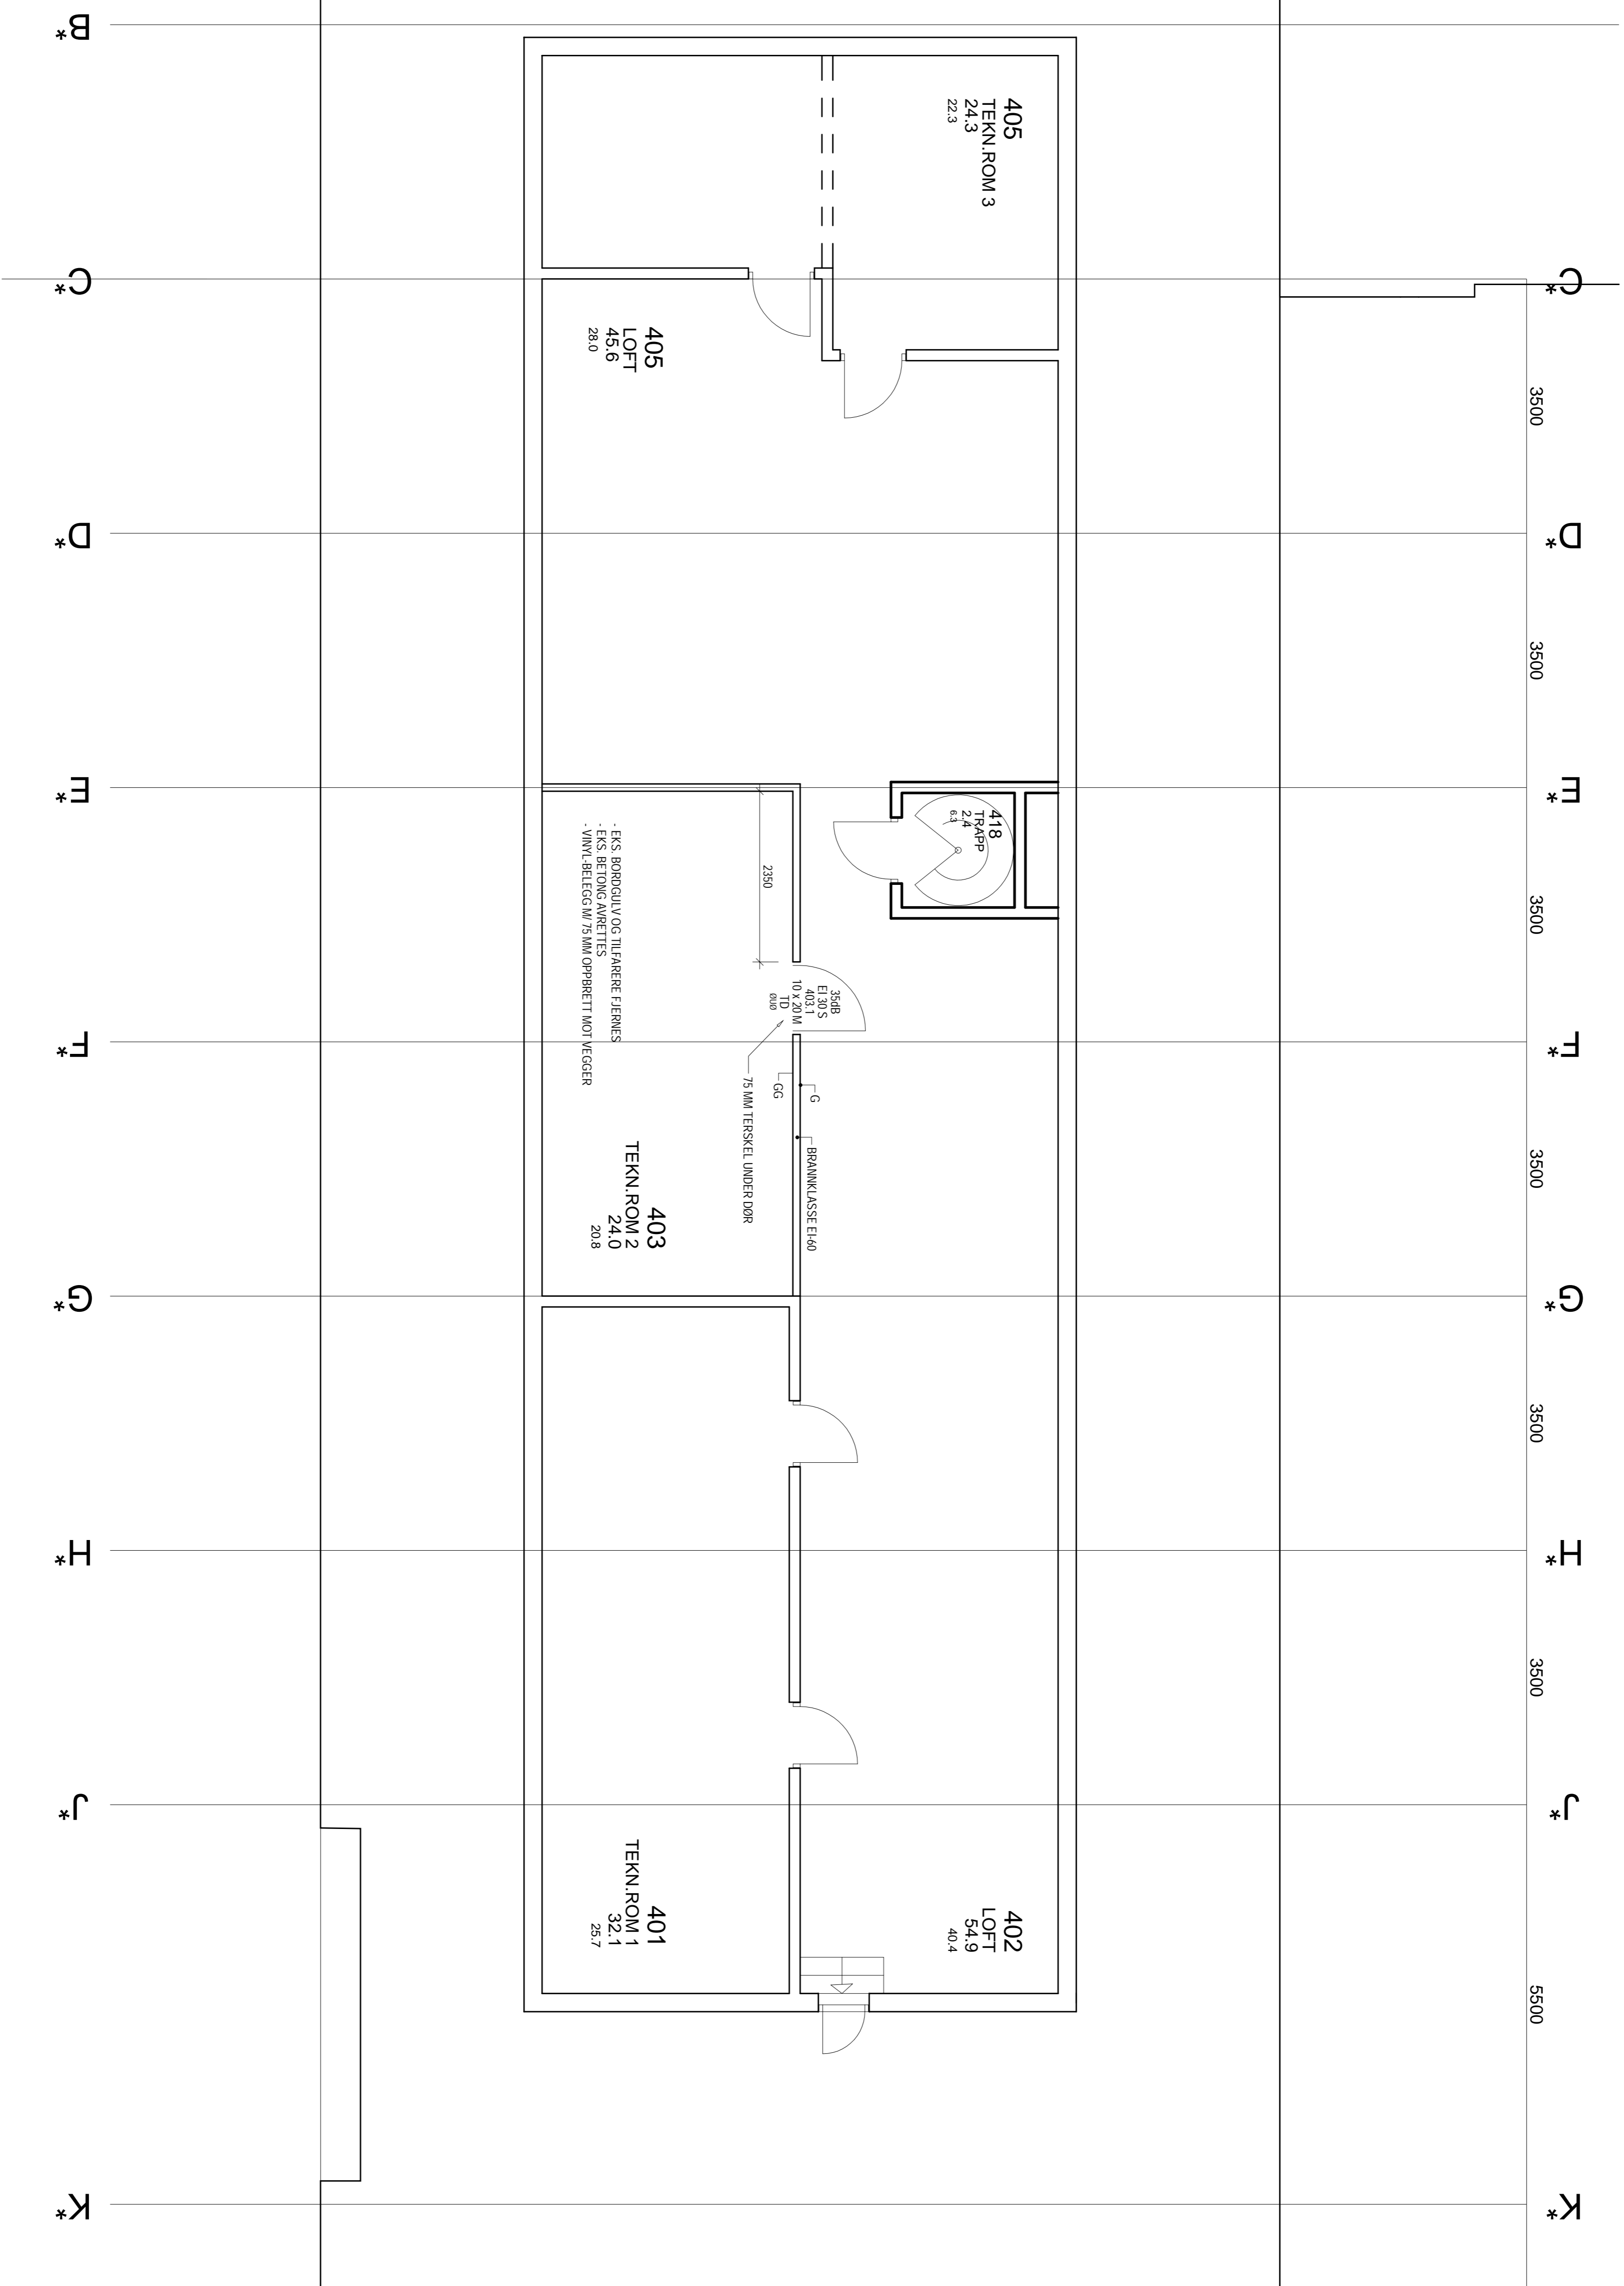 B*
C*
D*
E*
F*
G*
H*
J*
K*
405
TEKN.ROM 3
24.3
22.3
405
LOFT
45.6
28.0
418
TRAPP
2.4
6.3
2350
- EKS. BORDGULV OG TILFARERE FJERNES
- EKS. BETONG AVRETTES
- VINYL-BELEGG M/ 75 MM OPPBRETT MOT VEGGER
35dB
EI 30 S
403.1
10 x 20 M
TD
ØUØ
75 MM TERSKEL UNDER DØR
G
GG
BRANNKLASSE EI-60
403
TEKN.ROM 2
24.0
20.8
401
TEKN.ROM 1
32.1
25.7
402
LOFT
54.9
40.4
3500
3500
3500
3500
3500
3500
5500
C*
D*
E*
F*
G*
H*
J*
K*